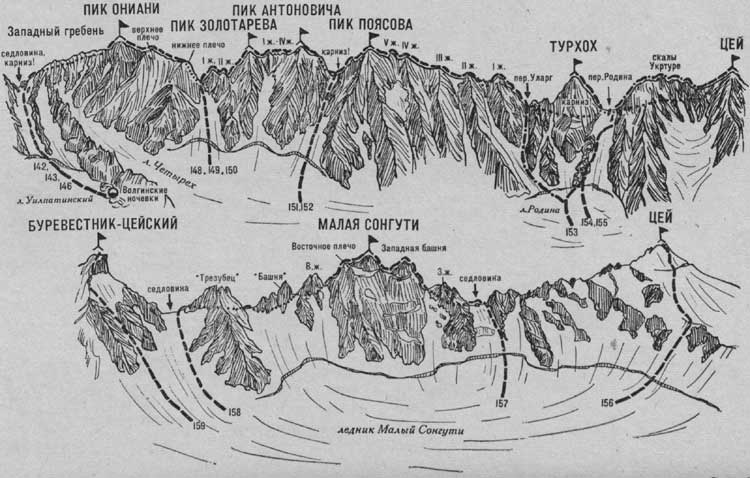 ПИК ОНИАНИ
ПИК ЗОЛОТАРЕВА
ПИК АНТОНОВИЧА
ПИК ПОЯСОВА
ТУРХОХ
ЦЕЙ
Западный гребень
верхнее
плечо
нижнее плечо
седловина,
карниз!
I ж. II ж.
I ж.-IV ж.
карниз!
V ж. IV ж.
III ж.
II ж.
I ж.
пер. Уларг
карниз
пер. Родина
скалы
Укртуре
142,
143,
146
л. Уилпатинский
Волгинские
ночевки
л. Четырех
148, 149, 150
151, 152
л. Родина
153
154, 155
БУРЕВЕСТНИК-ЦЕЙСКИЙ
МАЛАЯ СОНГУТИ
ЦЕЙ
седловина
"Трезубец"
"Башня"
В.ж.
Восточное плечо
Западная башня
З.ж.
седловина
159
158
157
156
ледник Малый Сонгути